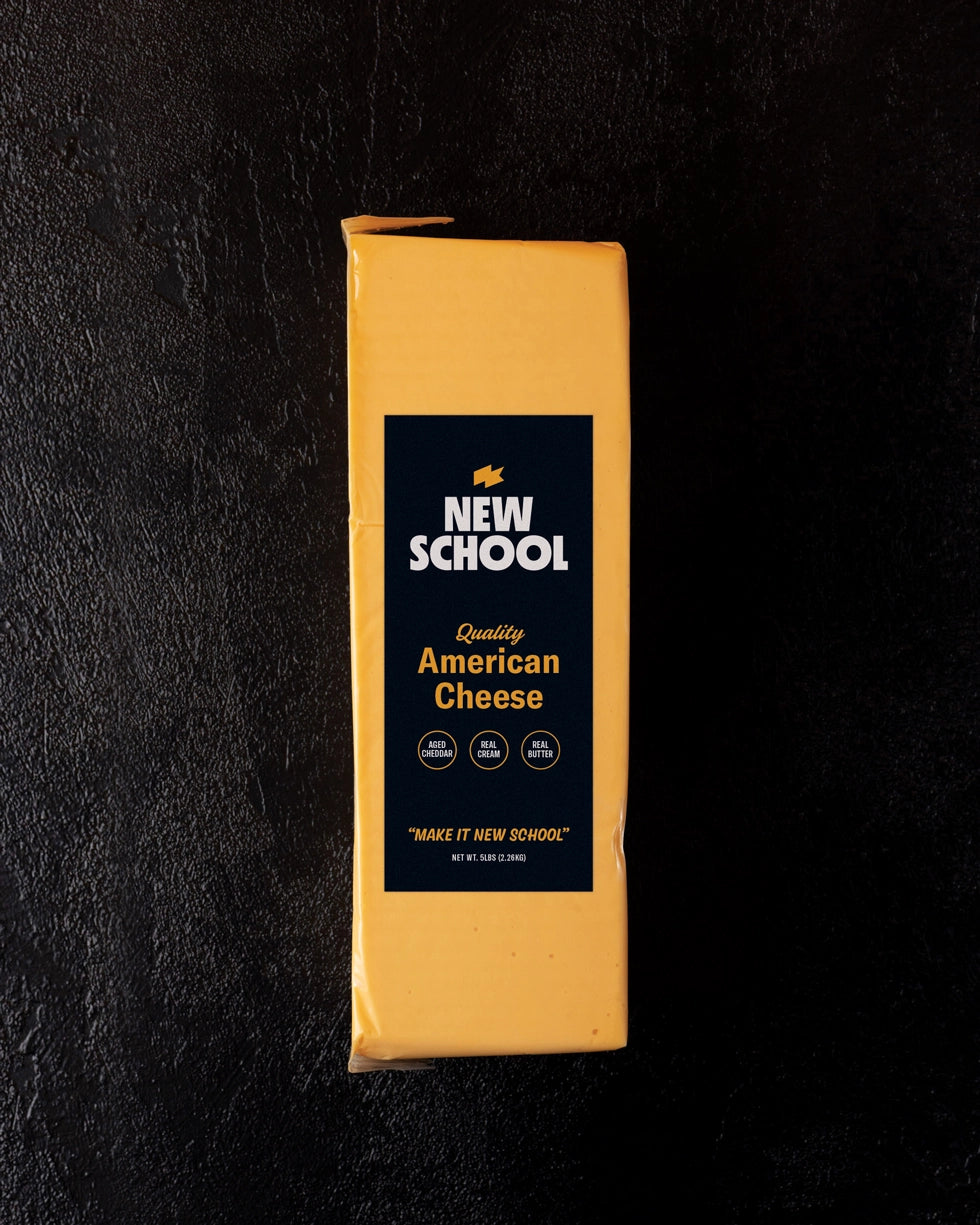 NEW
SCHOOL
Quality
American
Cheese
AGED
CHEDDAR
REAL
CREAM
REAL
BUTTER
“MAKE IT NEW SCHOOL”
NET WT. 5LBS (2.26KG)